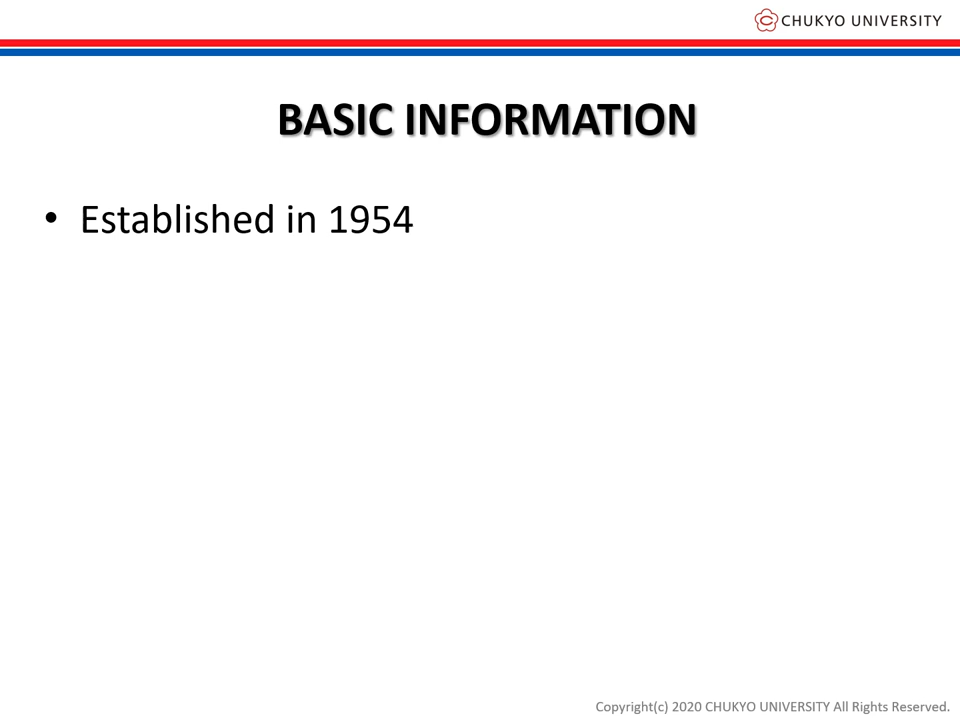 CHUKYO UNIVERSITY
BASIC INFORMATION
• Established in 1954
Copyright(c) 2020 CHUKYO UNIVERSITY All Rights Reserved.